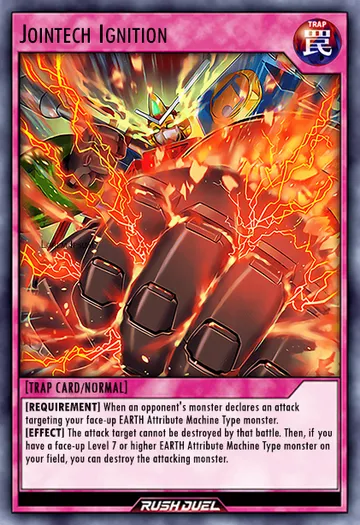 Jointech Ignition
TRAP
罠
[TRAP CARD/NORMAL]
[REQUIREMENT] When an opponent's monster declares an attack
targeting your face-up EARTH Attribute Machine Type monster.
[EFFECT] The attack target cannot be destroyed by that battle. Then, if you
have a face-up Level 7 or higher EARTH Attribute Machine Type monster on
your field, you can destroy the attacking monster.
RUSH DUEL